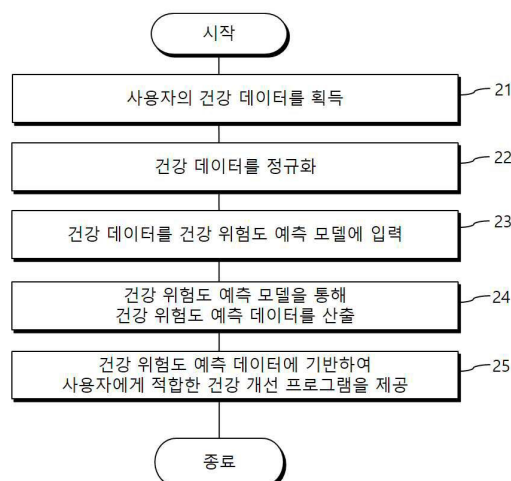 시작
사용자의 건강 데이터를 획득
21
건강 데이터를 정규화
22
건강 데이터를 건강 위험도 예측 모델에 입력
23
건강 위험도 예측 모델을 통해
건강 위험도 예측 데이터를 산출
24
건강 위험도 예측 데이터에 기반하여
사용자에게 적합한 건강 개선 프로그램을 제공
25
종료